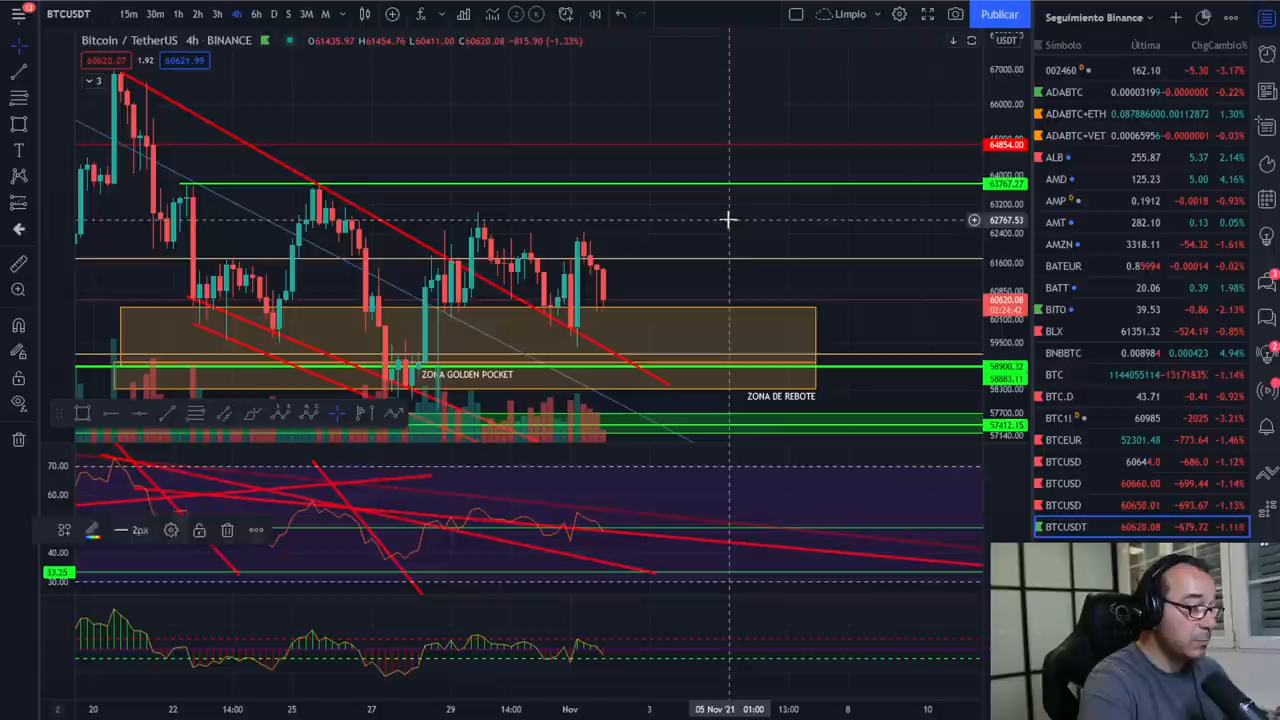 13
BTCUSDT 15m 30m 1h 2h 3h 4h 6h D S 3M M Limpio Publicar
Bitcoin / TetherUS 4h BINANCE O61435.97 H61454.76 L60411.00 C60620.08 −815.90 (−1.33%) USDT
60620.07 1.92 60621.99
3
67000.00
66000.00
64854.00
64000.00
63767.27
63200.00
62767.53
62400.00
61600.00
60850.00
60620.08
02:24:42
60100.00
59500.00
58900.32
58883.11
58300.00
57700.00
57412.15
57140.00
ZONA GOLDEN POCKET
ZONA DE REBOTE
70.00
60.00
2px
40.00
33.25
30.00
20 22 14:00 25 27 29 14:00 Nov 3 05 Nov '21 01:00 13:00 8 10
Seguimiento Binance
Símbolo Última Chg Cambio%
002460 D 162.10 −5.30 −3.17%
ADABTC 0.00003199 −0.0000000 −0.22%
ADABTC+ETH 0.08788600 0.00112872 1.30%
ADABTC+VET 0.0006595 −0.0000001 −0.03%
ALB 255.87 5.37 2.14%
AMD 125.23 5.00 4.16%
AMP D 0.1912 −0.0018 −0.93%
AMT 282.10 0.13 0.05%
AMZN 3318.11 −54.32 −1.61%
BATEUR 0.85994 −0.00014 −0.02%
BATT 20.06 0.39 1.98%
BITO 39.53 −0.86 −2.13%
BLX 61351.32 −524.19 −0.85%
BNBBTC 0.008984 0.000423 4.94%
BTC 1144055114 −13171835 −1.14%
BTC.D 43.71 −0.41 −0.92%
BTC1! D 60985 −2025 −3.21%
BTCEUR 52301.48 −773.64 −1.46%
BTCUSD 60644.0 −686.0 −1.12%
BTCUSD 60660.00 −699.44 −1.14%
BTCUSD 60650.01 −693.67 −1.13%
BTCUSDT 60620.08 −679.72 −1.11%